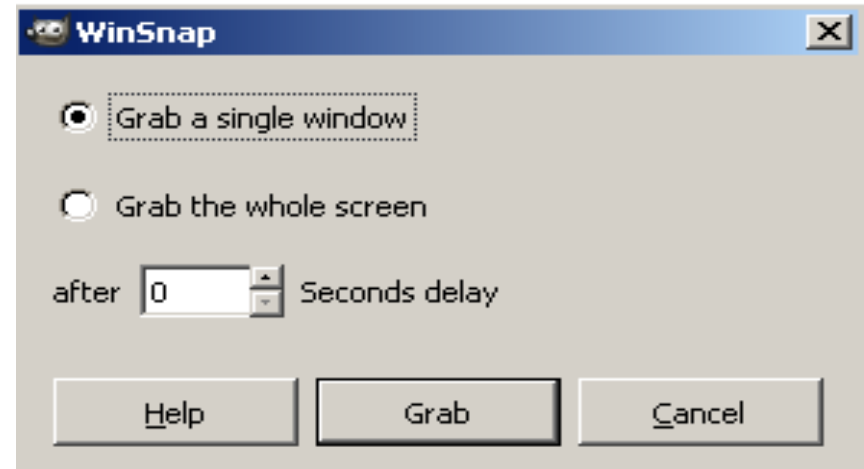 WinSnap
Grab a single window
Grab the whole screen
after 0 Seconds delay
Help Grab Cancel